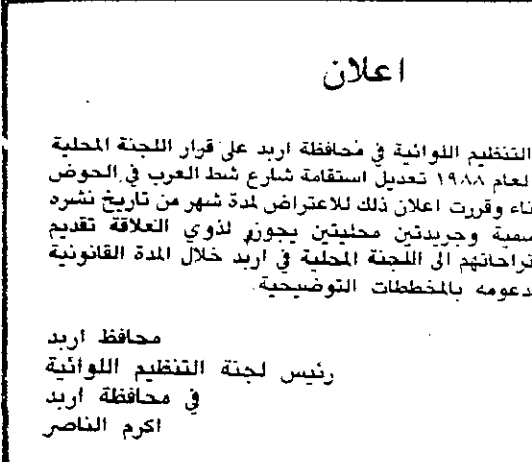 اعلان
التنظيم اللوائية في محافظة اربد على قرار اللجنة المحلية
لعام ١٩٨٨ تعديل استقامة شارع شط العرب في الحوض
ناء وقررت اعلان ذلك للاعتراض لمدة شهر من تاريخ نشره
سمية وجريدتين محليتين يجوز لذوي العلاقة تقديم
تراحاتهم الى اللجنة المحلية في اربد خلال المدة القانونية
دعومه بالمخططات التوضيحية
محافظ اربد
رئيس لجنة التنظيم اللوائية
في محافظة اربد
اكرم الناصر